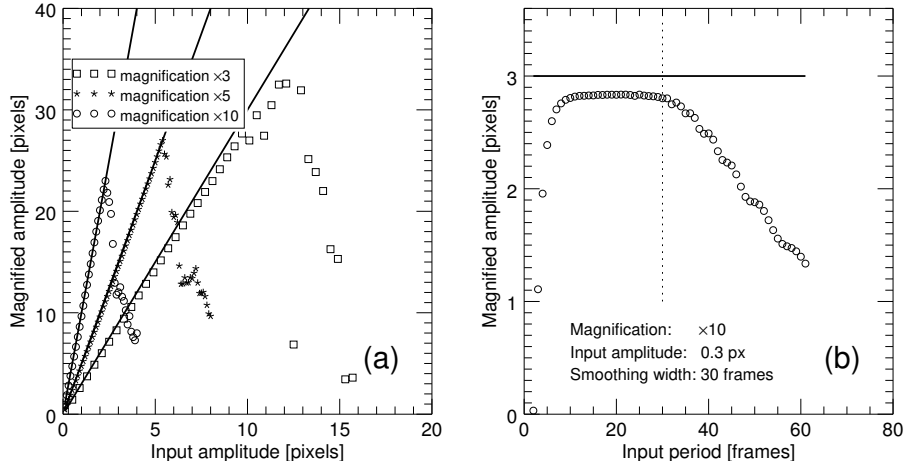 40
30
20
10
0
Magnified amplitude [pixels]
magnification ×3
magnification ×5
magnification ×10
(a)
0 5 10 15 20
Input amplitude [pixels]
3
2
1
0
Magnified amplitude [pixels]
Magnification: ×10
Input amplitude: 0.3 px
Smoothing width: 30 frames
(b)
0 20 40 60 80
Input period [frames]